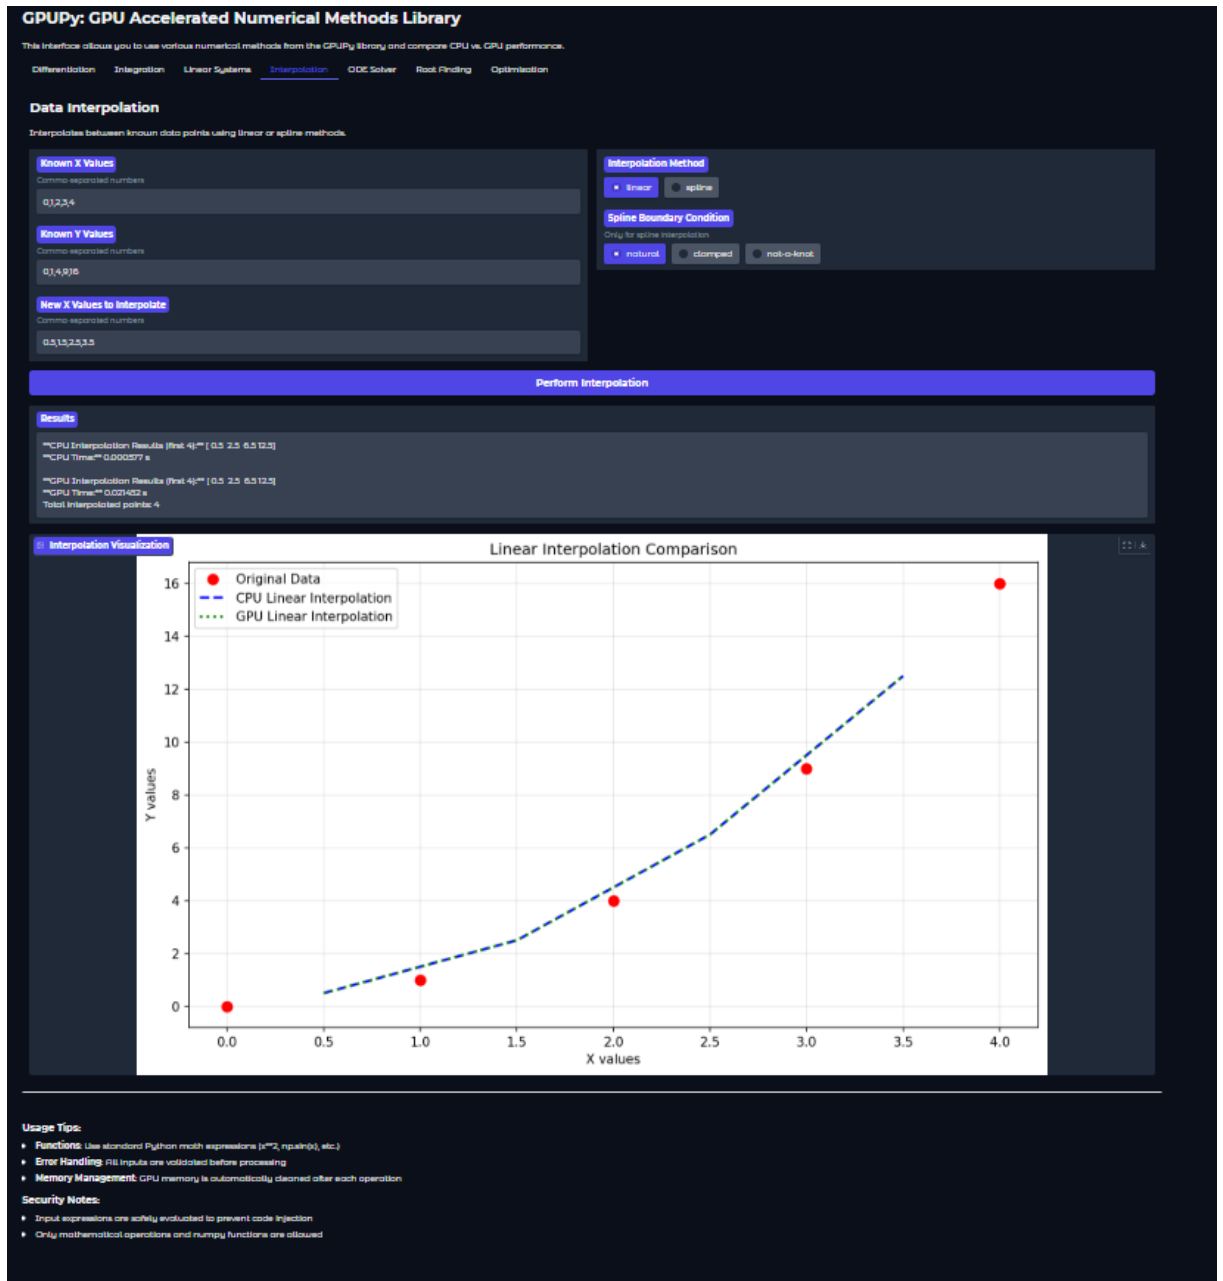 GPUPy: GPU Accelerated Numerical Methods Library
This interface allows you to use various numerical methods from the GPUPy library and compare CPU vs. GPU performance.
Differentiation Integration Linear Systems Interpolation ODE Solver Root Finding Optimization
Data Interpolation
Interpolates between known data points using linear or spline methods.
Known X Values
Comma-separated numbers
0,1,2,3,4
Known Y Values
Comma-separated numbers
0,1,4,9,16
New X Values to Interpolate
Comma-separated numbers
0.5,1.5,2.5,3.5
Interpolation Method
linear spline
Spline Boundary Condition
Only for spline interpolation
natural clamped not-a-knot
Perform Interpolation
Results
**CPU Interpolation Results (first 4):** [ 0.5 2.5 6.5 12.5]
**CPU Time:** 0.000577 s
**GPU Interpolation Results (first 4):** [ 0.5 2.5 6.5 12.5]
**GPU Time:** 0.021452 s
Total interpolated points: 4
Interpolation Visualization
Linear Interpolation Comparison
Original Data
CPU Linear Interpolation
GPU Linear Interpolation
16
14
12
10
8
6
4
2
0
Y values
0.0 0.5 1.0 1.5 2.0 2.5 3.0 3.5 4.0
X values
Usage Tips:
Functions: Use standard Python math expressions (x**2, np.sin(x), etc.)
Error Handling: All inputs are validated before processing
Memory Management: GPU memory is automatically cleaned after each operation
Security Notes:
Input expressions are safely evaluated to prevent code injection
Only mathematical operations and numpy functions are allowed